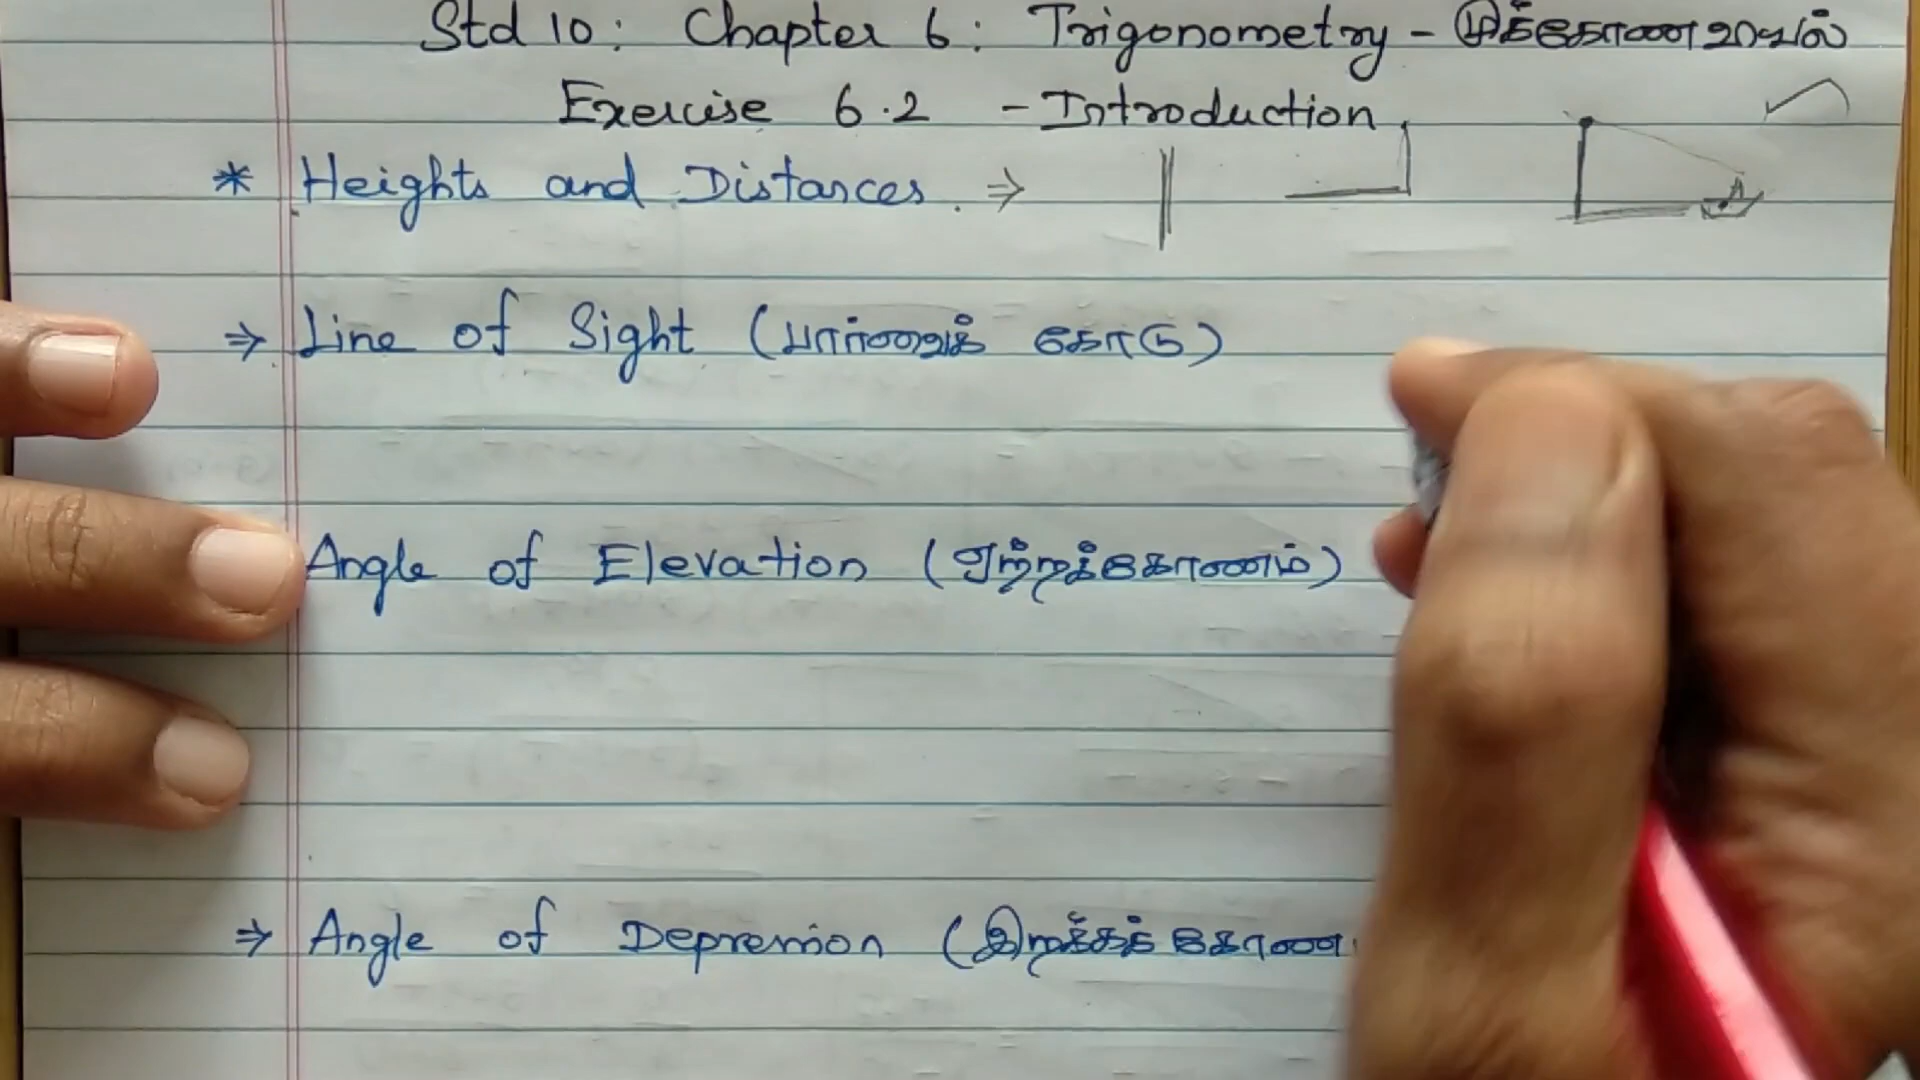 Std 10: Chapter 6: Trigonometry - முக்கோணஅறவல்
Exercise 6.2 - Introduction
* Heights and Distances. ⇒
⇒ Line of Sight (பார்வைக் கோடு)
Angle of Elevation (ஏற்றக்கோணம்)
⇒ Angle of Depression (இறக்கக் கோண